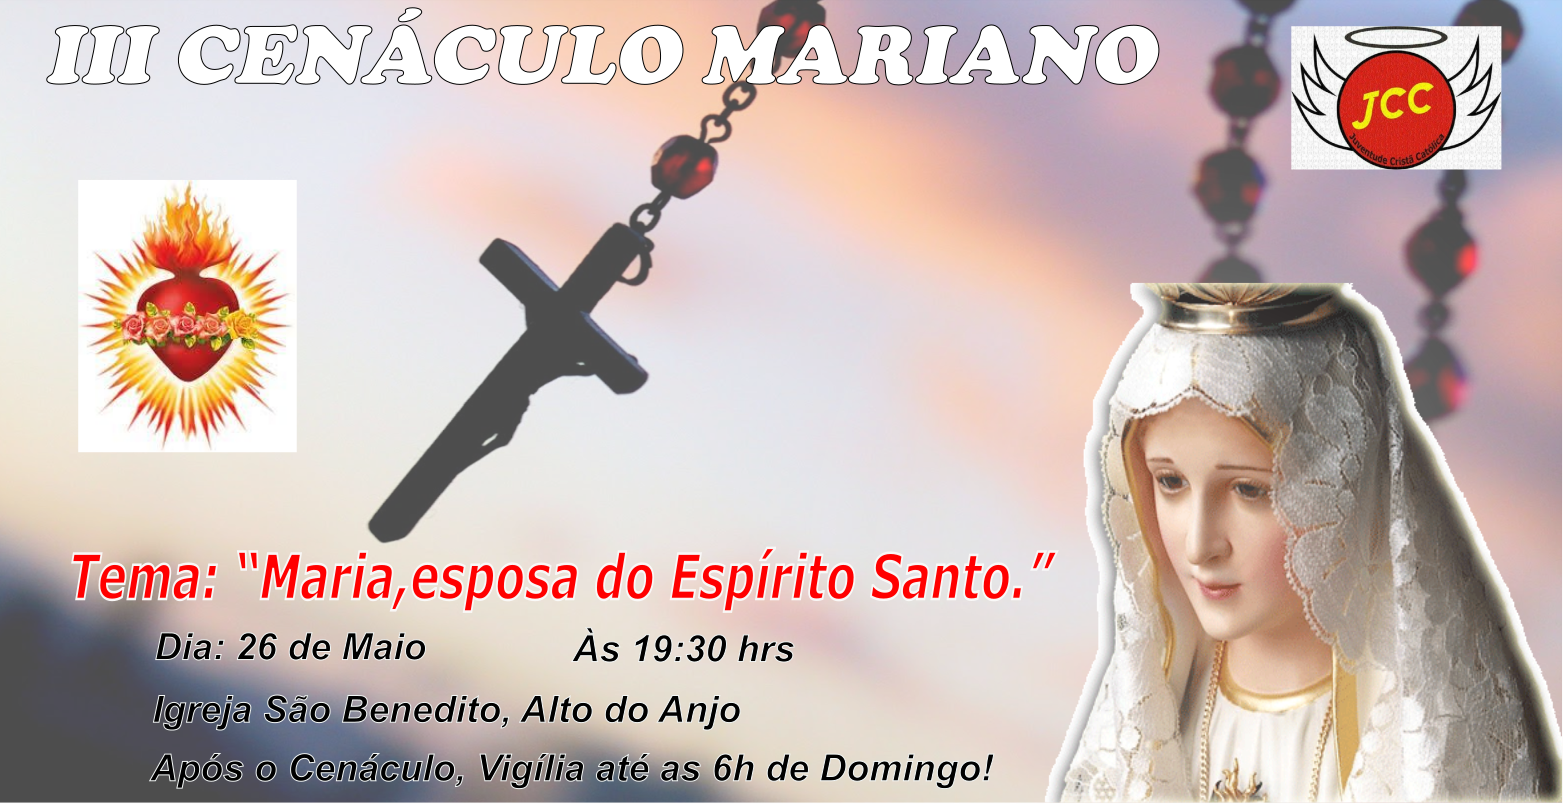 III CENÁCULO MARIANO
JCC
Juventude Cristã Católica
Tema: “Maria,esposa do Espírito Santo.”
Dia: 26 de Maio
Às 19:30 hrs
Igreja São Benedito, Alto do Anjo
Após o Cenáculo, Vigília até as 6h de Domingo!